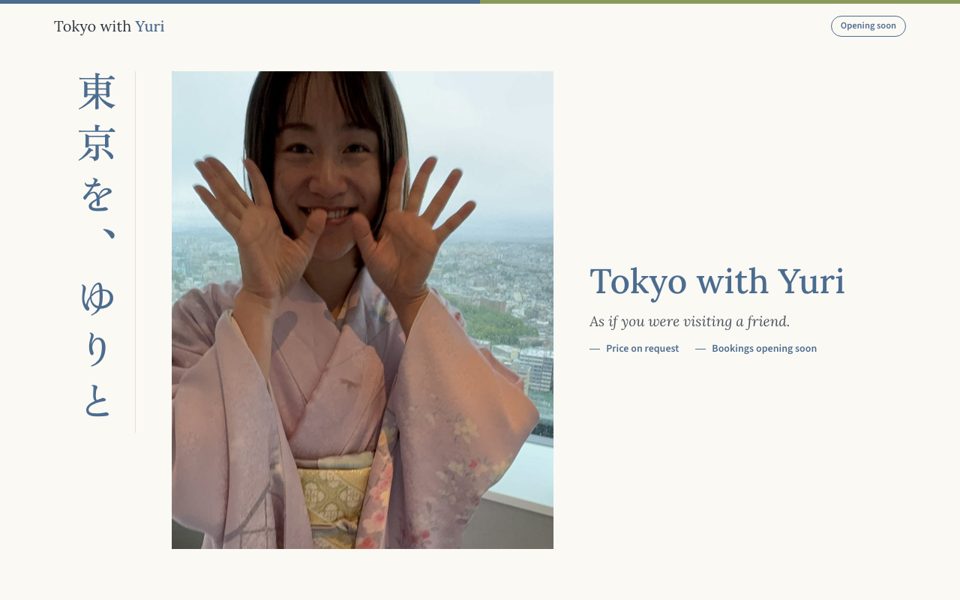 Tokyo with Yuri
Opening soon
東京を、ゆりと
Tokyo with Yuri
As if you were visiting a friend.
— Price on request — Bookings opening soon